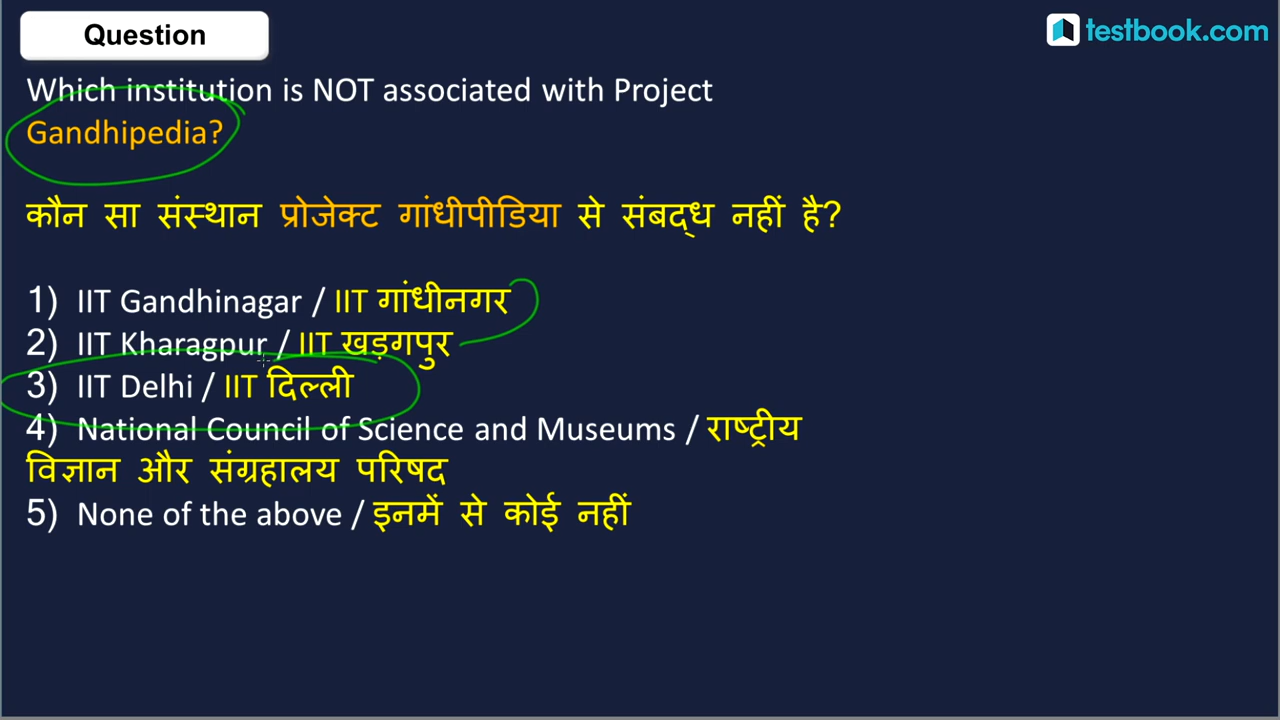 Question
testbook.com
Which institution is NOT associated with Project
Gandhipedia?
कौन सा संस्थान प्रोजेक्ट गांधीपीडिया से संबद्ध नहीं है?
1) IIT Gandhinagar / IIT गांधीनगर
2) IIT Kharagpur / IIT खड़गपुर
3) IIT Delhi / IIT दिल्ली
4) National Council of Science and Museums / राष्ट्रीय
विज्ञान और संग्रहालय परिषद
5) None of the above / इनमें से कोई नहीं